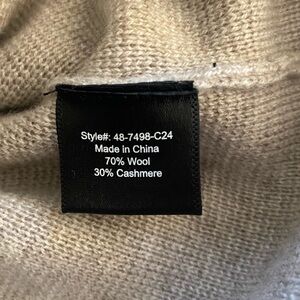 Style#: 48-7498-C24
Made in China
70% Wool
30% Cashmere